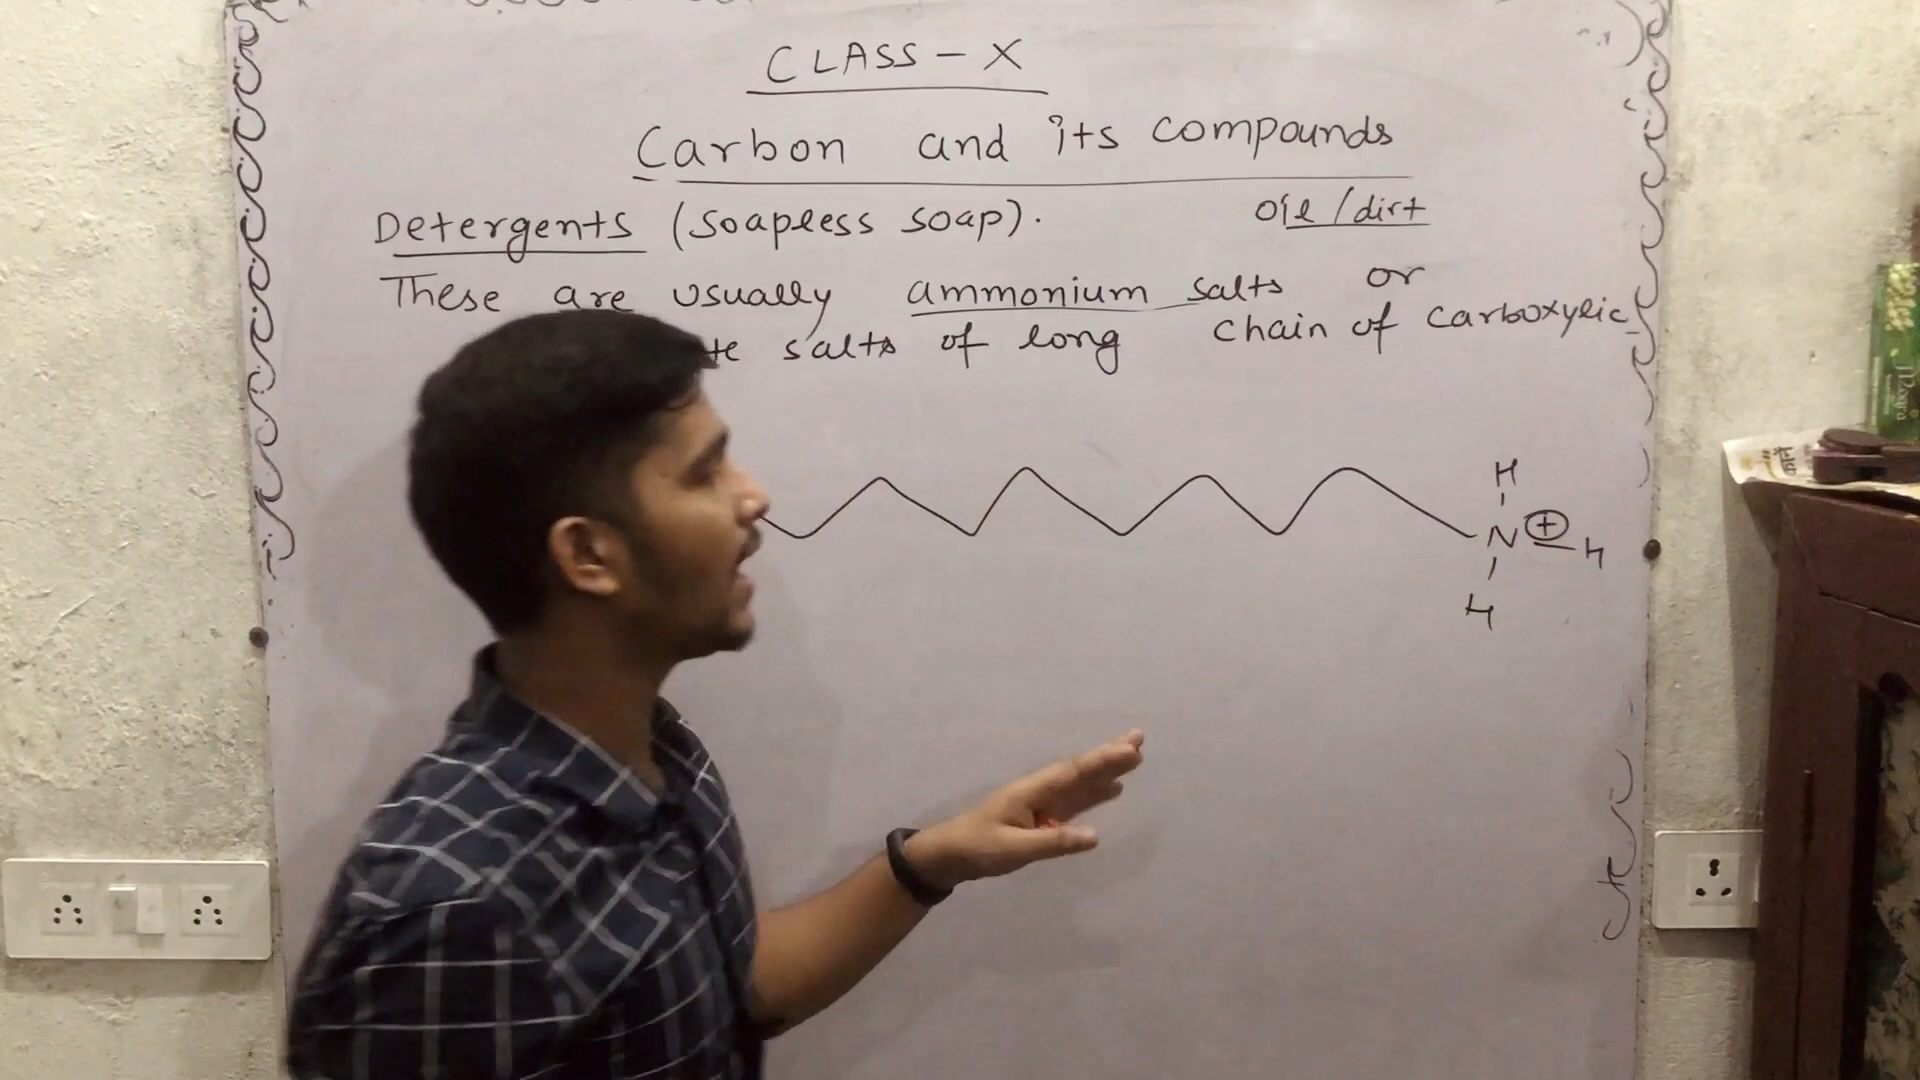 CLASS - X
Carbon and its compounds
Detergents (soapless soap).
oil / dirt
These are usually ammonium salts or
salts of long chain of carboxylic
H
N ⊕ H
H